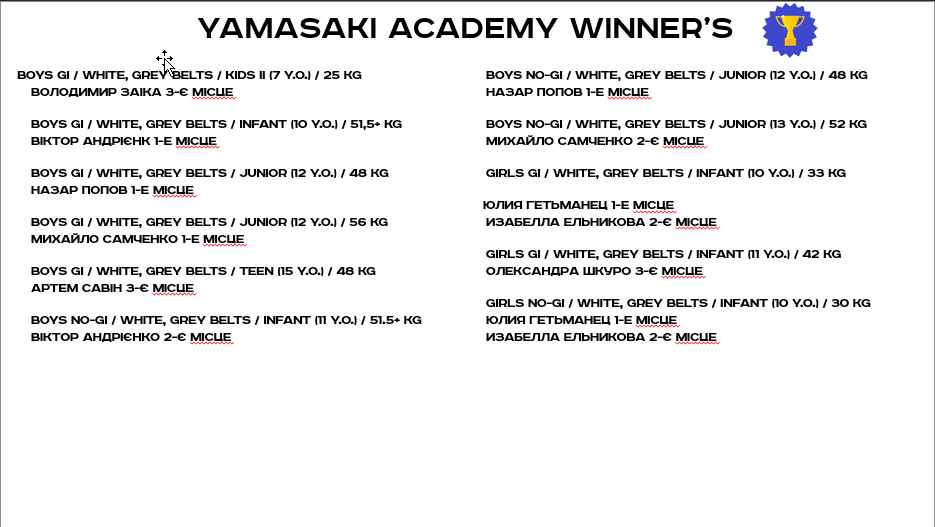 YAMASAKI ACADEMY WINNER'S
BOYS GI / WHITE, GREY BELTS / KIDS II (7 Y.O.) / 25 KG
ВОЛОДИМИР ЗАІКА 3-Є МІСЦЕ
BOYS GI / WHITE, GREY BELTS / INFANT (10 Y.O.) / 51,5+ KG
ВІКТОР АНДРІЄНК 1-Е МІСЦЕ
BOYS GI / WHITE, GREY BELTS / JUNIOR (12 Y.O.) / 48 KG
НАЗАР ПОПОВ 1-Е МІСЦЕ
BOYS GI / WHITE, GREY BELTS / JUNIOR (12 Y.O.) / 56 KG
МИХАЙЛО САМЧЕНКО 1-Е МІСЦЕ
BOYS GI / WHITE, GREY BELTS / TEEN (15 Y.O.) / 48 KG
АРТЕМ САВІН 3-Є МІСЦЕ
BOYS NO-GI / WHITE, GREY BELTS / INFANT (11 Y.O.) / 51.5+ KG
ВІКТОР АНДРІЄНКО 2-Є МІСЦЕ
BOYS NO-GI / WHITE, GREY BELTS / JUNIOR (12 Y.O.) / 48 KG
НАЗАР ПОПОВ 1-Е МІСЦЕ
BOYS NO-GI / WHITE, GREY BELTS / JUNIOR (13 Y.O.) / 52 KG
МИХАЙЛО САМЧЕНКО 2-Є МІСЦЕ
GIRLS GI / WHITE, GREY BELTS / INFANT (10 Y.O.) / 33 KG
ЮЛИЯ ГЕТЬМАНЕЦ 1-Е МІСЦЕ
ИЗАБЕЛЛА ЕЛЬНИКОВА 2-Є МІСЦЕ
GIRLS GI / WHITE, GREY BELTS / INFANT (11 Y.O.) / 42 KG
ОЛЕКСАНДРА ШКУРО 3-Є МІСЦЕ
GIRLS NO-GI / WHITE, GREY BELTS / INFANT (10 Y.O.) / 30 KG
ЮЛИЯ ГЕТЬМАНЕЦ 1-Е МІСЦЕ
ИЗАБЕЛЛА ЕЛЬНИКОВА 2-Є МІСЦЕ